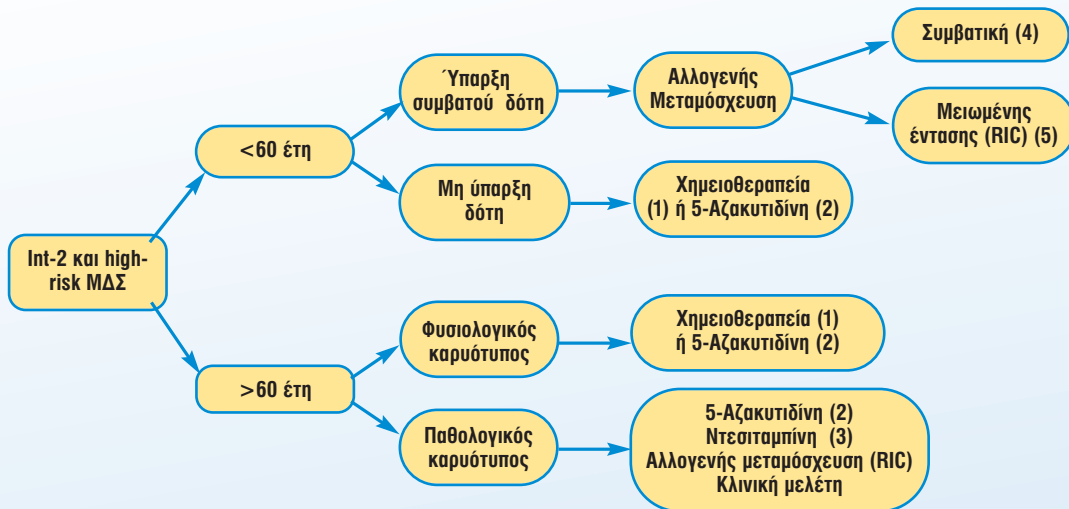 Int-2 και high-
risk ΜΔΣ
<60 έτη
Ύπαρξη
συμβατού δότη
Αλλογενής
Μεταμόσχευση
Συμβατική (4)
Μειωμένης
έντασης (RIC) (5)
Μη ύπαρξη
δότη
Χημειοθεραπεία
(1) ή 5-Αζακυτιδίνη (2)
>60 έτη
Φυσιολογικός
καρυότυπος
Χημειοθεραπεία (1)
ή 5-Αζακυτιδίνη (2)
Παθολογικός
καρυότυπος
5-Αζακυτιδίνη (2)
Ντεσιταμπίνη (3)
Αλλογενής μεταμόσχευση (RIC)
Κλινική μελέτη